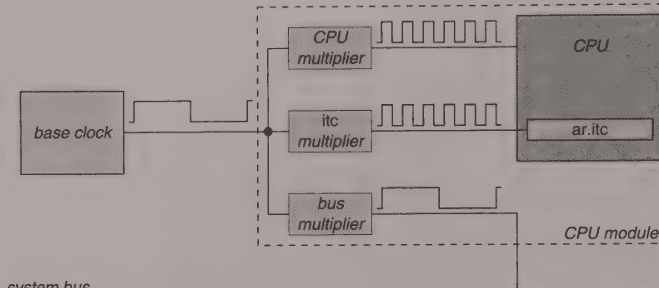 CPU
multiplier
CPU
base clock
itc
multiplier
ar.itc
bus
multiplier
CPU module
system bus